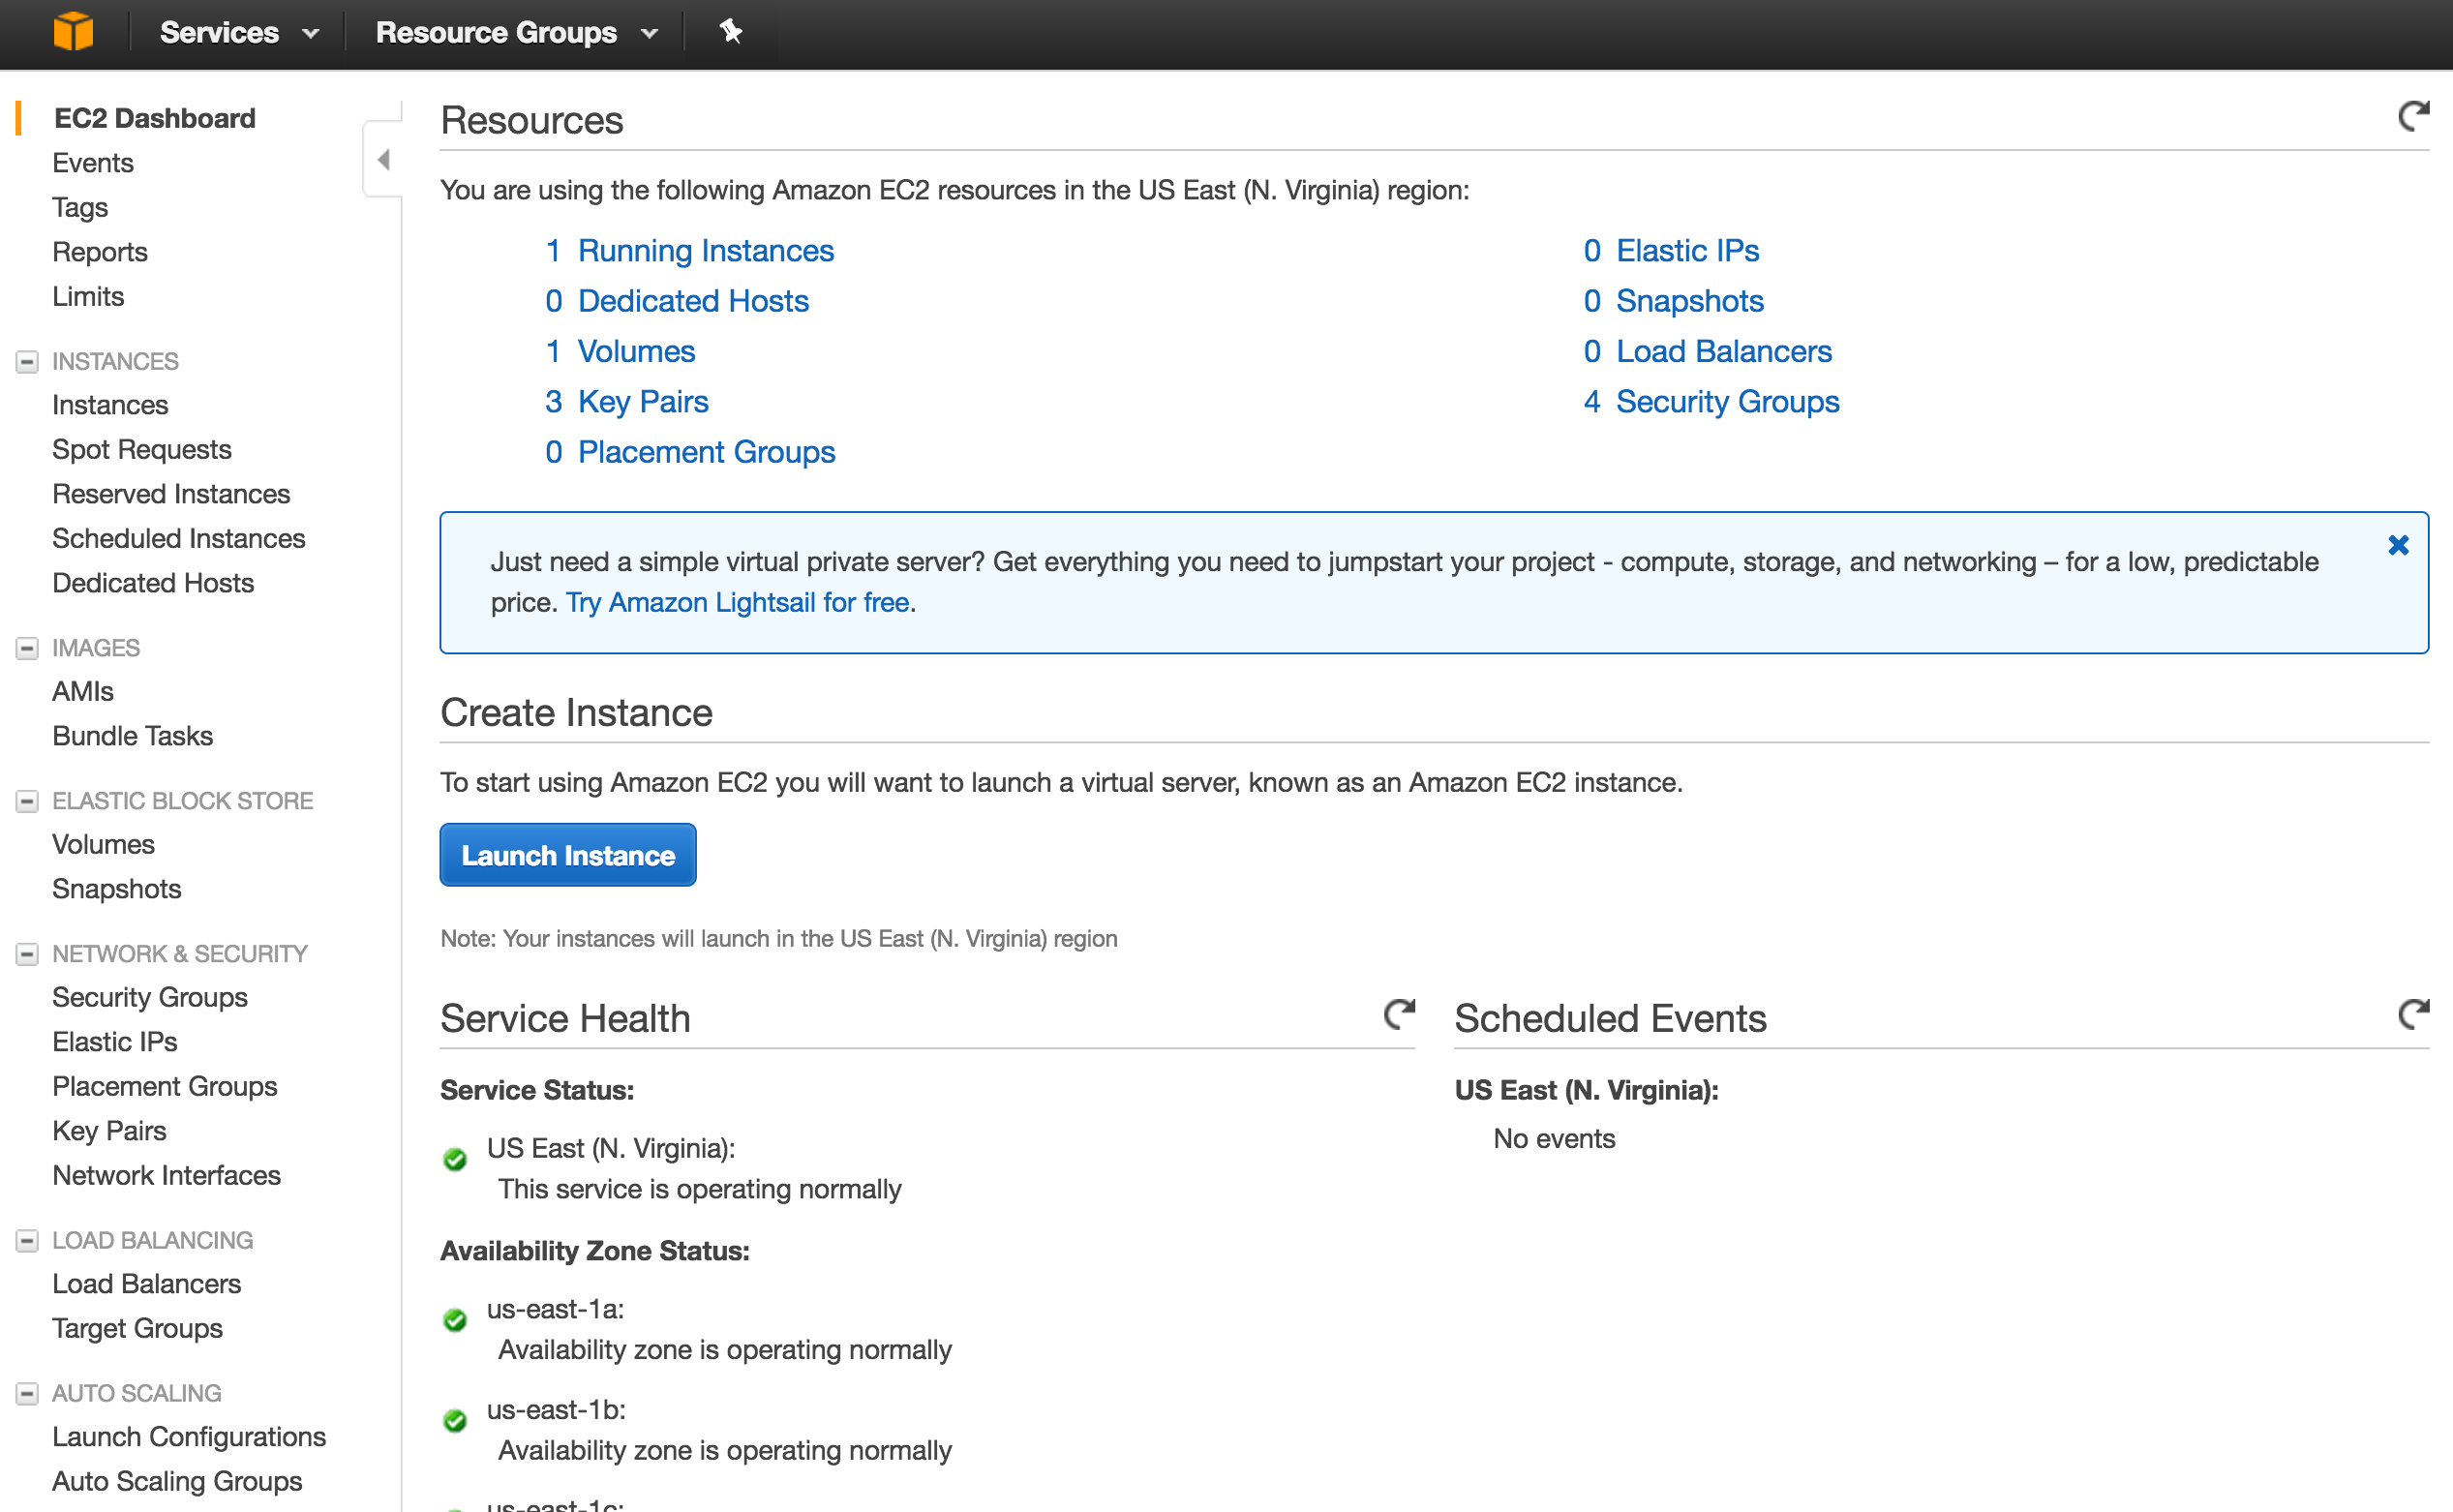 Services
Resource Groups
EC2 Dashboard
Events
Tags
Reports
Limits
INSTANCES
Instances
Spot Requests
Reserved Instances
Scheduled Instances
Dedicated Hosts
IMAGES
AMIs
Bundle Tasks
ELASTIC BLOCK STORE
Volumes
Snapshots
NETWORK & SECURITY
Security Groups
Elastic IPs
Placement Groups
Key Pairs
Network Interfaces
LOAD BALANCING
Load Balancers
Target Groups
AUTO SCALING
Launch Configurations
Auto Scaling Groups
Resources
You are using the following Amazon EC2 resources in the US East (N. Virginia) region:
1 Running Instances
0 Dedicated Hosts
1 Volumes
3 Key Pairs
0 Placement Groups
0 Elastic IPs
0 Snapshots
0 Load Balancers
4 Security Groups
Just need a simple virtual private server? Get everything you need to jumpstart your project - compute, storage, and networking – for a low, predictable
price. Try Amazon Lightsail for free.
Create Instance
To start using Amazon EC2 you will want to launch a virtual server, known as an Amazon EC2 instance.
Launch Instance
Note: Your instances will launch in the US East (N. Virginia) region
Service Health
Service Status:
US East (N. Virginia):
This service is operating normally
Availability Zone Status:
us-east-1a:
Availability zone is operating normally
us-east-1b:
Availability zone is operating normally
us-east-1c:
Scheduled Events
US East (N. Virginia):
No events